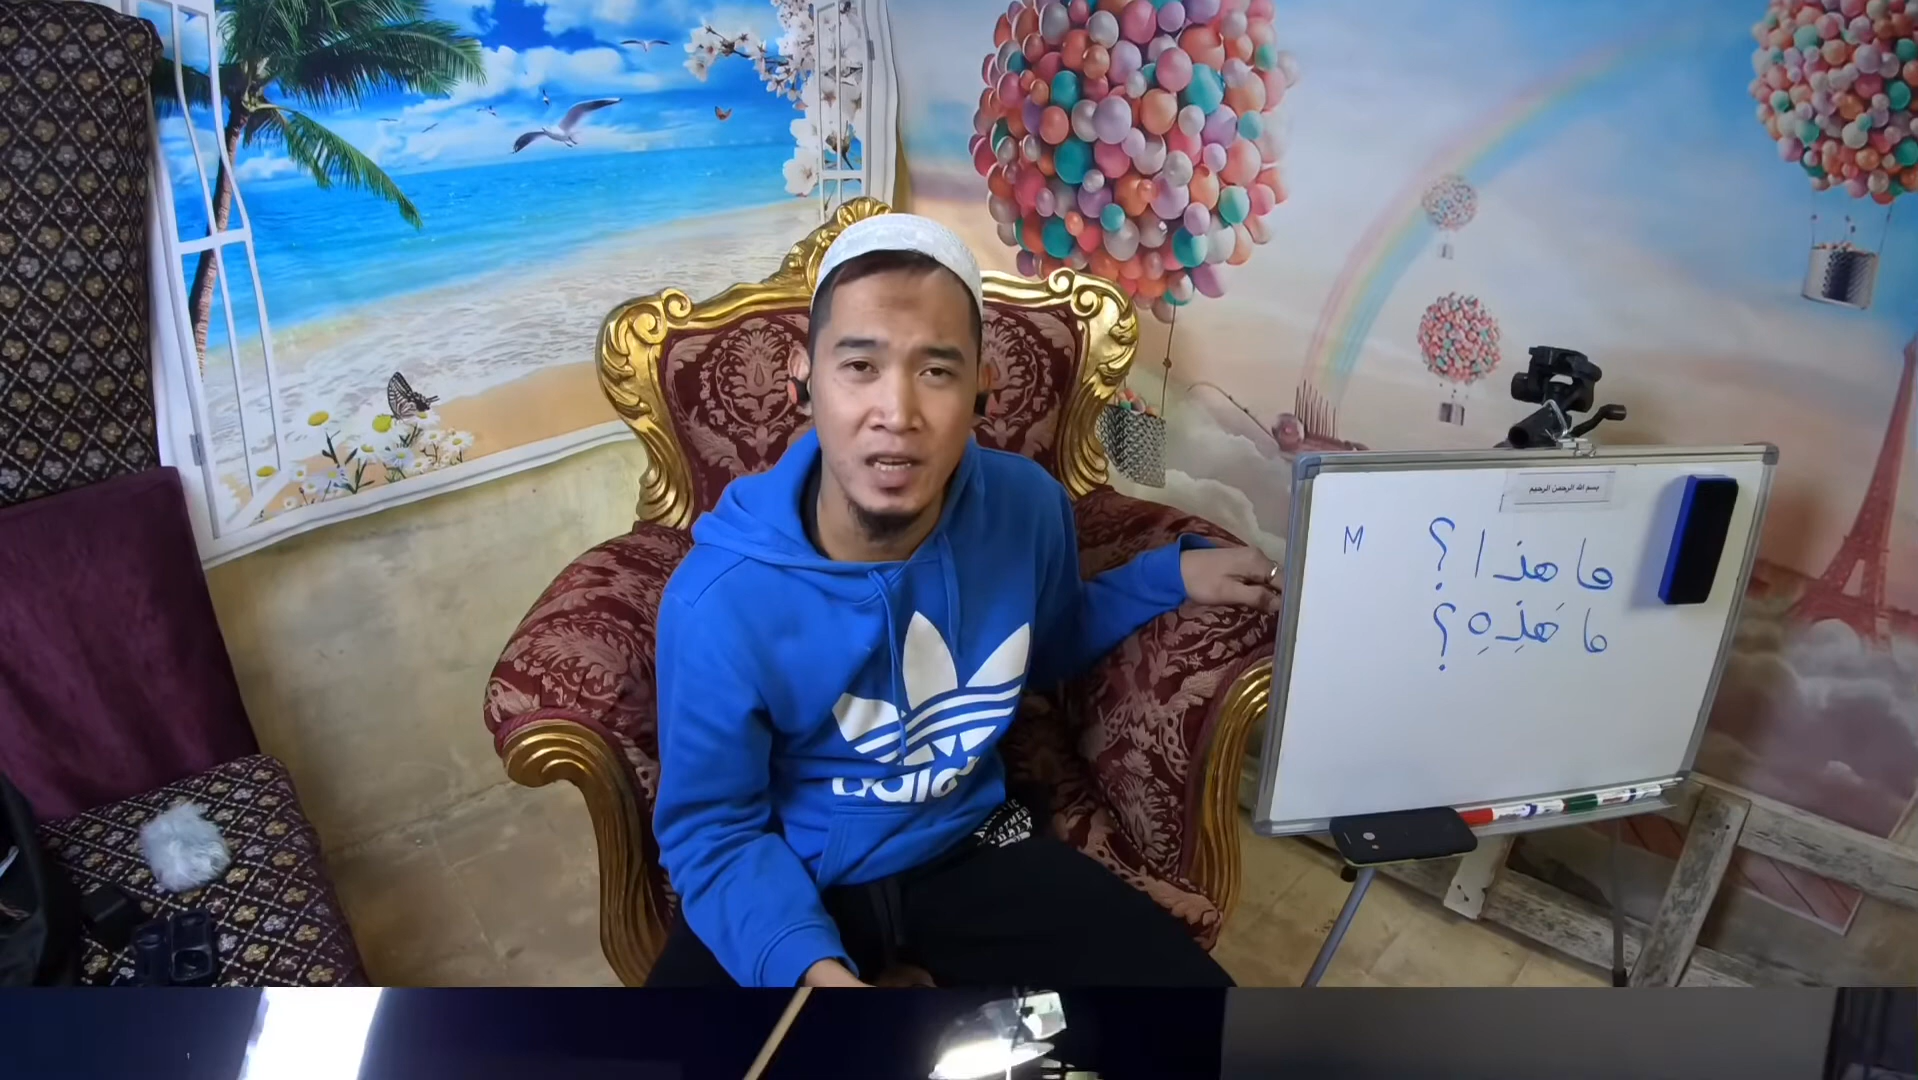 بسم الله الرحمن الرحيم
M
ما هذا ؟
ما هَذِهِ ؟
adidas